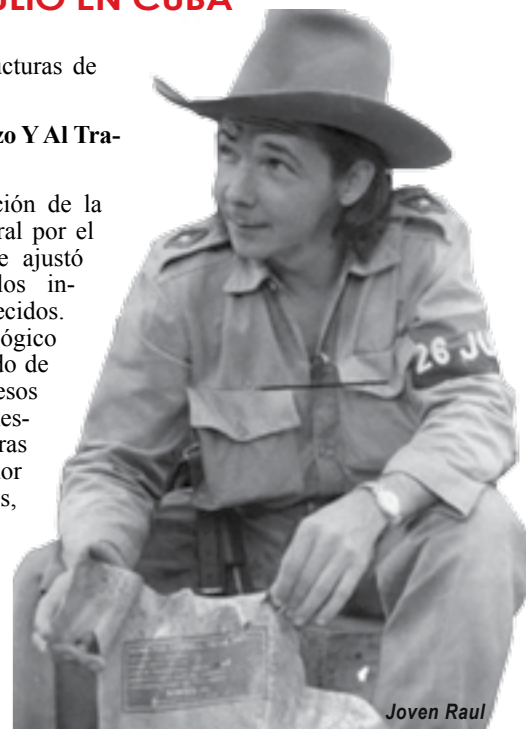 ULIO EN CUBA
ucturas de
zo Y Al Tra-
ción de la
ral por el
e ajustó
los in-
ecidos.
ógico
do de
esos
es-
ras
or
s,
26 JU
Joven Raul